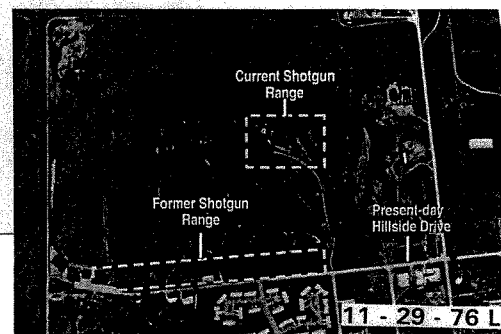 Current Shotgun
Range
Former Shotgun
Range
Present-day
Hillside Drive
11 - 29 - 76